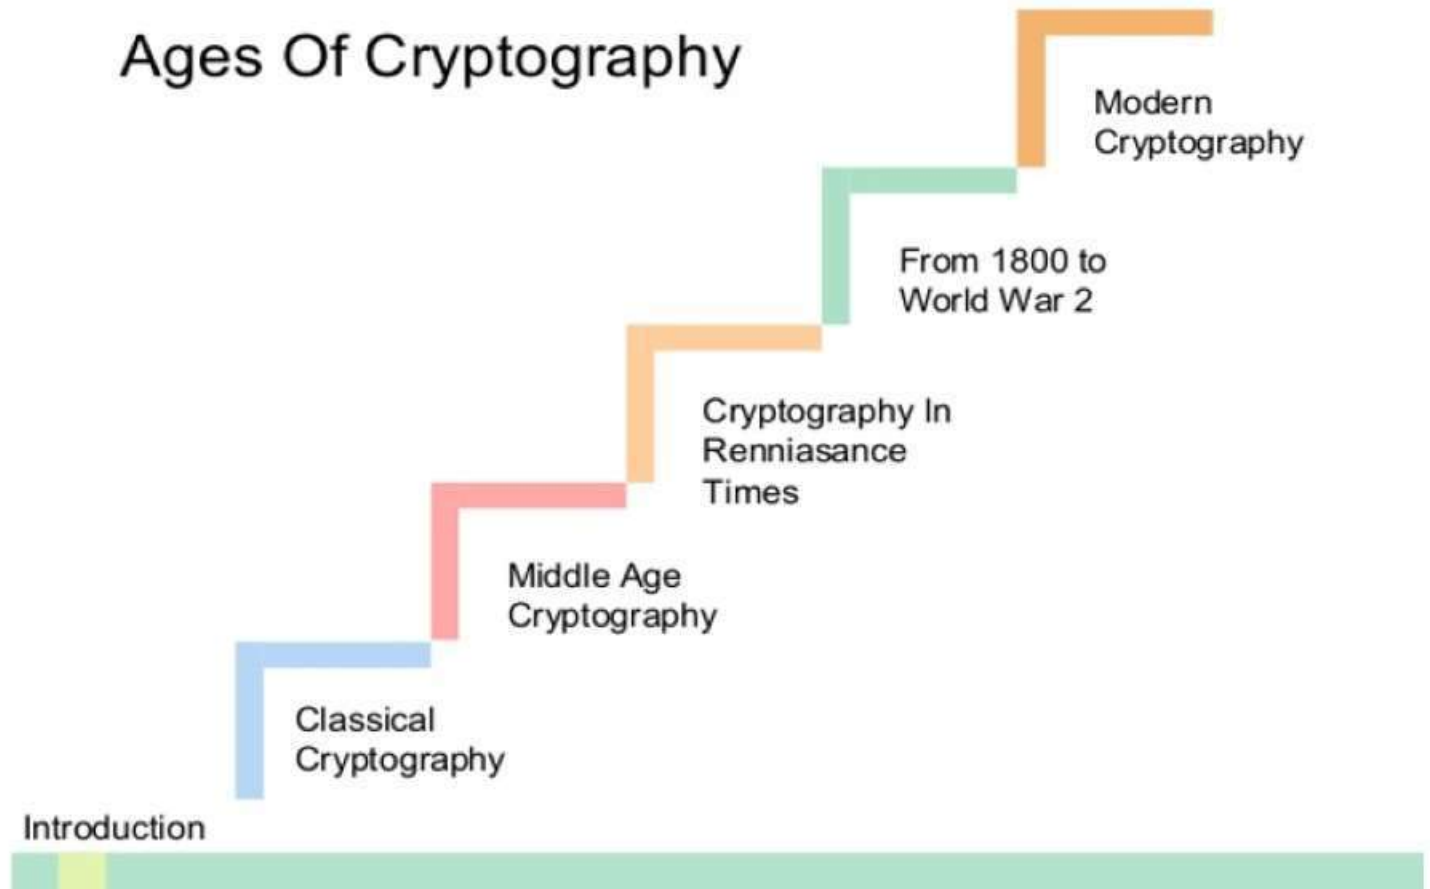 Ages Of Cryptography
Modern
Cryptography
From 1800 to
World War 2
Cryptography In
Renniasance
Times
Middle Age
Cryptography
Classical
Cryptography
Introduction